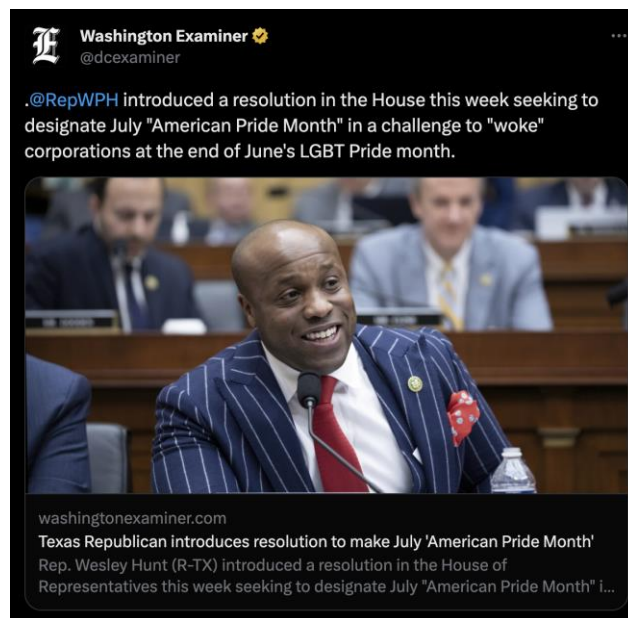 Washington Examiner
@dcexaminer
.@RepWPH introduced a resolution in the House this week seeking to
designate July "American Pride Month" in a challenge to "woke"
corporations at the end of June's LGBT Pride month.
washingtonexaminer.com
Texas Republican introduces resolution to make July 'American Pride Month'
Rep. Wesley Hunt (R-TX) introduced a resolution in the House of
Representatives this week seeking to designate July "American Pride Month" i...